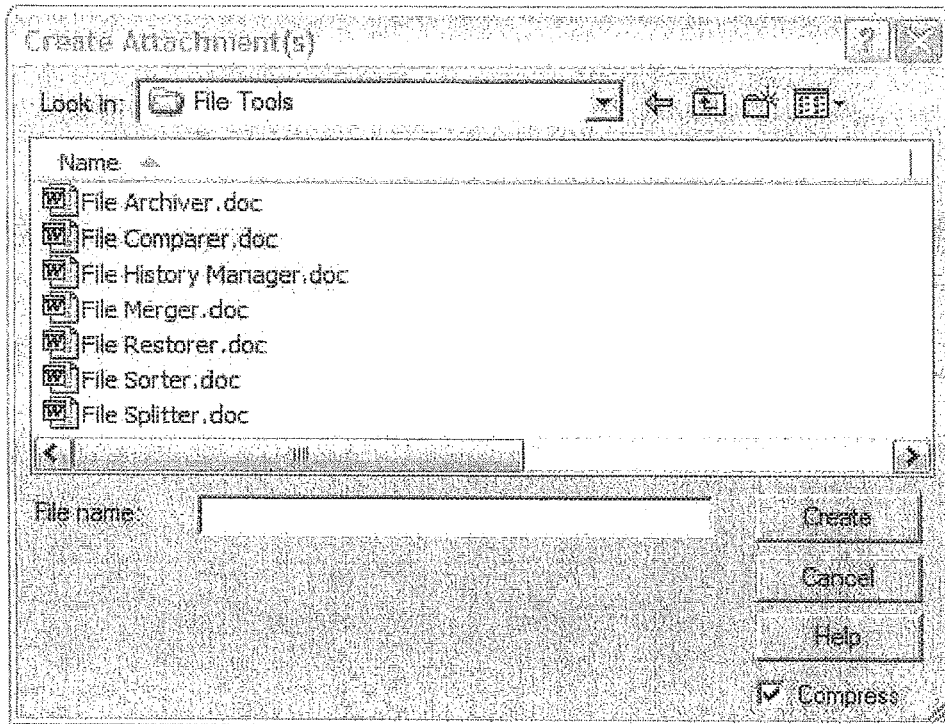 Create Attachment(s)
Look in: File Tools
Name
File Archiver.doc
File Comparer.doc
File History Manager.doc
File Merger.doc
File Restorer.doc
File Sorter.doc
File Splitter.doc
File name:
Create
Cancel
Help
Compress